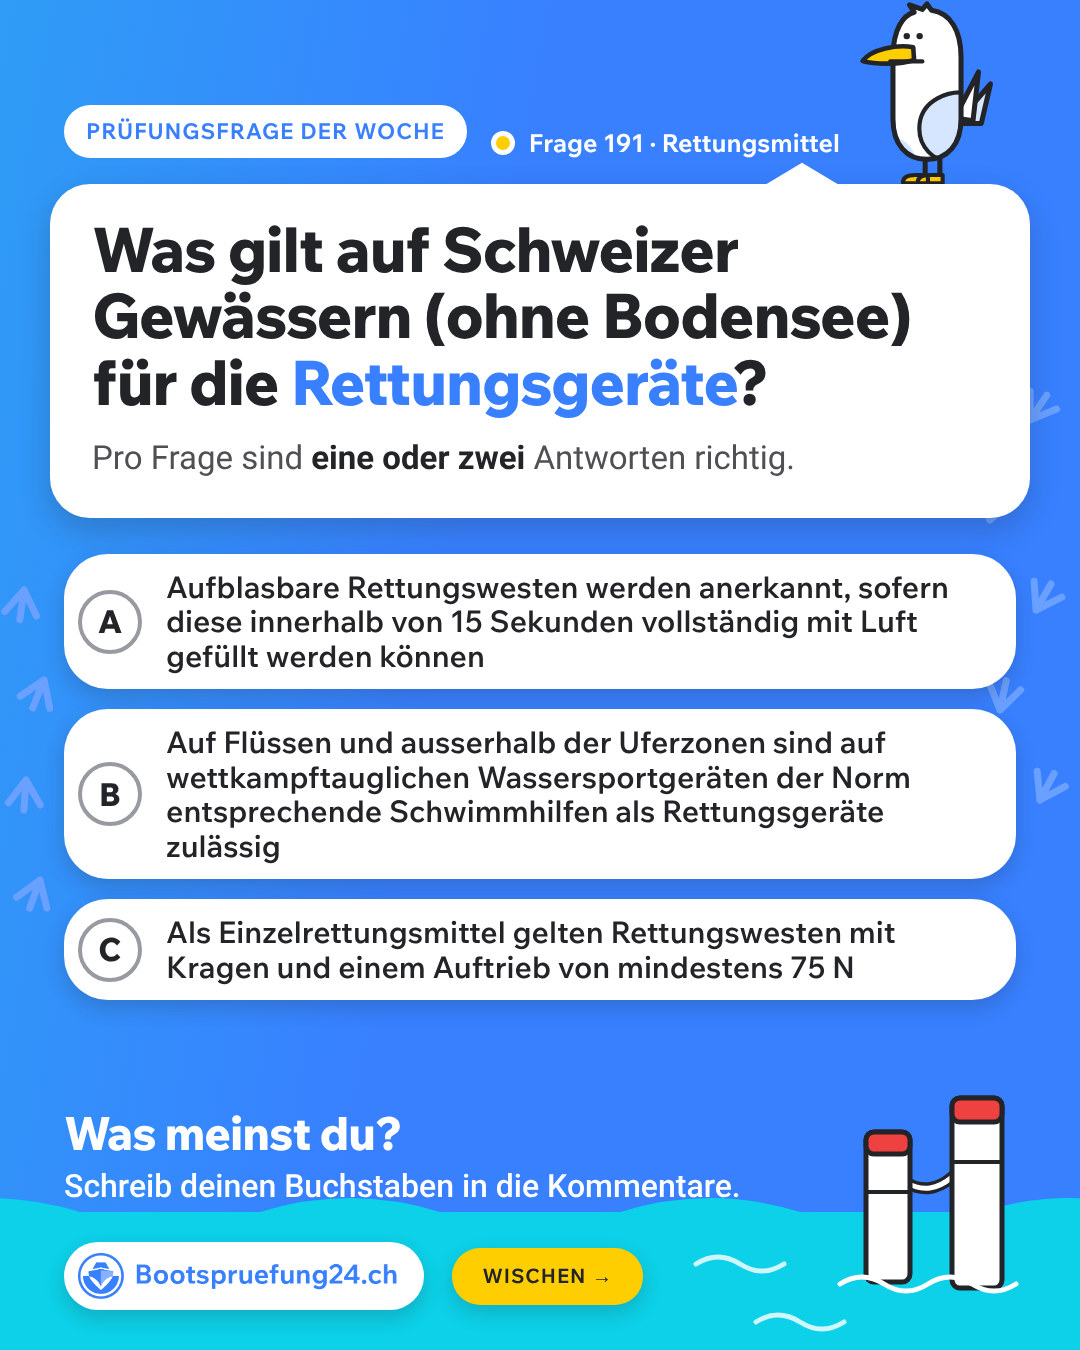 PRÜFUNGSFRAGE DER WOCHE
Frage 191 · Rettungsmittel
Was gilt auf Schweizer
Gewässern (ohne Bodensee)
für die Rettungsgeräte?
Pro Frage sind eine oder zwei Antworten richtig.
A
Aufblasbare Rettungswesten werden anerkannt, sofern
diese innerhalb von 15 Sekunden vollständig mit Luft
gefüllt werden können
B
Auf Flüssen und ausserhalb der Uferzonen sind auf
wettkampftauglichen Wassersportgeräten der Norm
entsprechende Schwimmhilfen als Rettungsgeräte
zulässig
C
Als Einzelrettungsmittel gelten Rettungswesten mit
Kragen und einem Auftrieb von mindestens 75 N
Was meinst du?
Schreib deinen Buchstaben in die Kommentare.
Bootspruefung24.ch
WISCHEN →